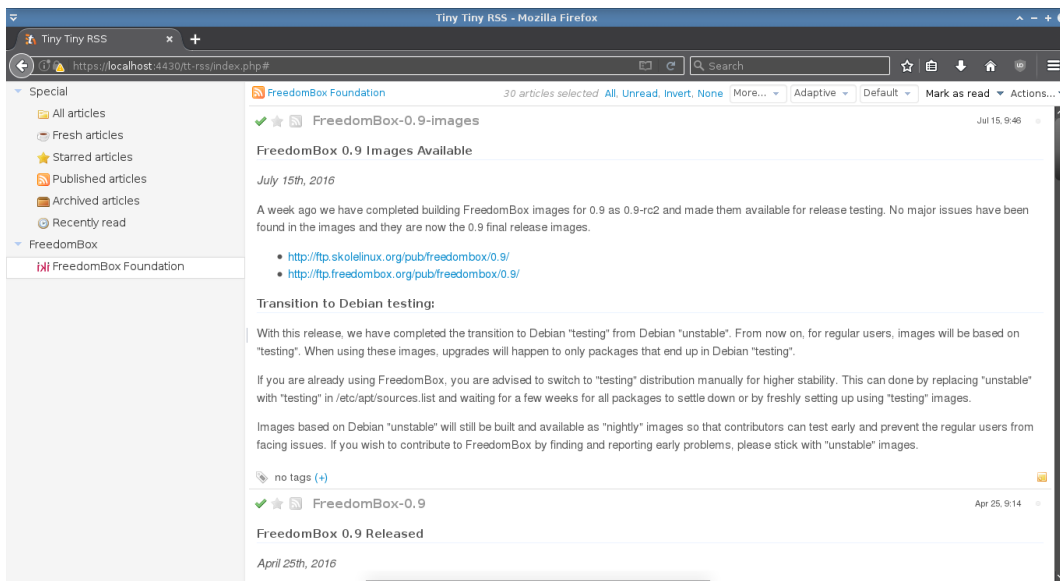 Tiny Tiny RSS - Mozilla Firefox
Tiny Tiny RSS
https://localhost:4430/tt-rss/index.php#
Search
Special
All articles
Fresh articles
Starred articles
Published articles
Archived articles
Recently read
FreedomBox
FreedomBox Foundation
FreedomBox Foundation 30 articles selected All, Unread, Invert, None More... Adaptive Default Mark as read Actions...
FreedomBox-0.9-images Jul 15, 9:46
FreedomBox 0.9 Images Available
July 15th, 2016
A week ago we have completed building FreedomBox images for 0.9 as 0.9-rc2 and made them available for release testing. No major issues have been
found in the images and they are now the 0.9 final release images.
http://ftp.skolelinux.org/pub/freedombox/0.9/
http://ftp.freedombox.org/pub/freedombox/0.9/
Transition to Debian testing:
With this release, we have completed the transition to Debian "testing" from Debian "unstable". From now on, for regular users, images will be based on
"testing". When using these images, upgrades will happen to only packages that end up in Debian "testing".
If you are already using FreedomBox, you are advised to switch to "testing" distribution manually for higher stability. This can done by replacing "unstable"
with "testing" in /etc/apt/sources.list and waiting for a few weeks for all packages to settle down or by freshly setting up using "testing" images.
Images based on Debian "unstable" will still be built and available as "nightly" images so that contributors can test early and prevent the regular users from
facing issues. If you wish to contribute to FreedomBox by finding and reporting early problems, please stick with "unstable" images.
no tags (+)
FreedomBox-0.9 Apr 25, 9:14
FreedomBox 0.9 Released
April 25th, 2016